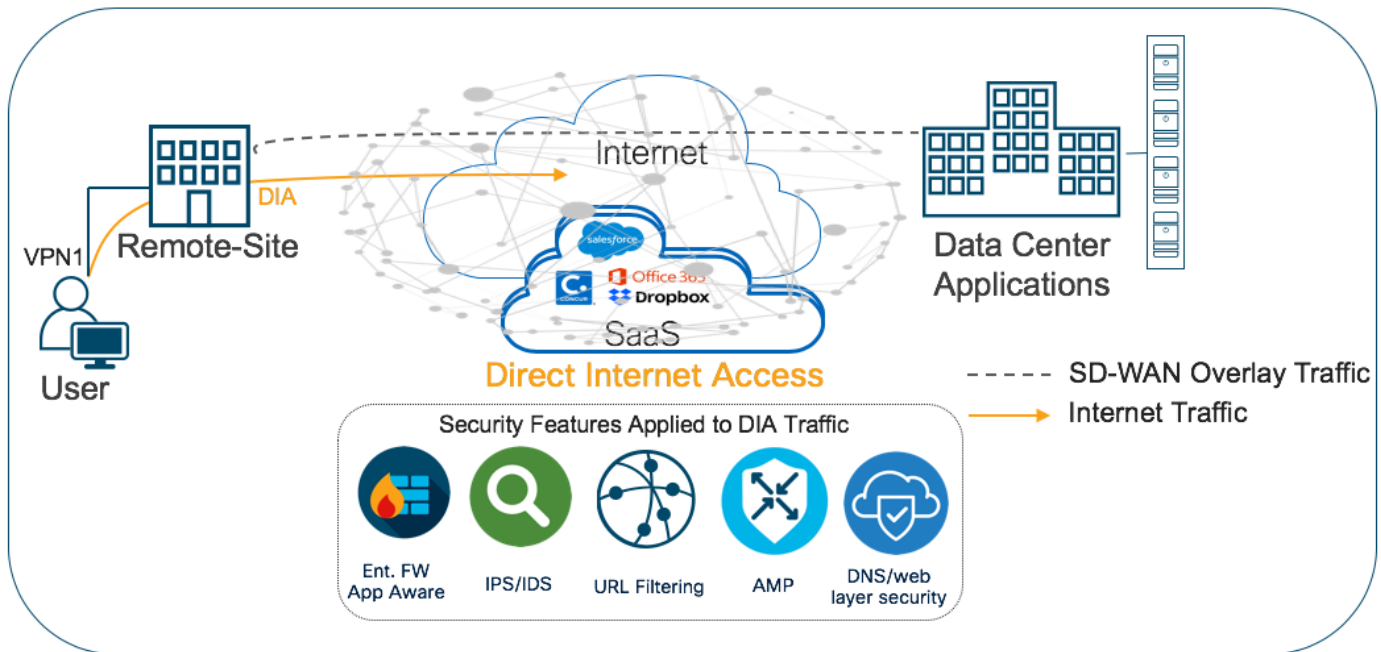 Internet
DIA
Remote-Site
VPN1
User
salesforce
C.
CONCUR
Office 365
Dropbox
SaaS
Direct Internet Access
Data Center
Applications
SD-WAN Overlay Traffic
Internet Traffic
Security Features Applied to DIA Traffic
Ent. FW
App Aware
IPS/IDS
URL Filtering
AMP
DNS/web
layer security